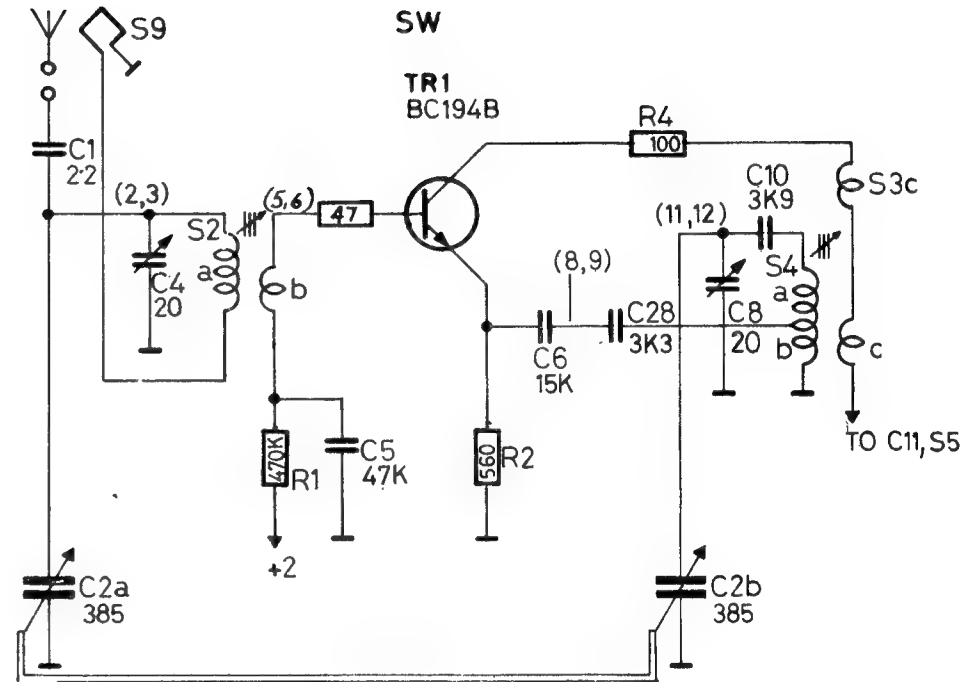 S9
SW
TR1
BC194B
R4
100
C1
2·2
S3c
C10
3K9
(2,3)
(5,6)
47
(11,12)
S2
a
S4
a
C4
20
b
(8,9)
C28
3K3
C8
20
b
c
C6
15K
TO C11,S5
470K
R1
C5
47K
560
R2
+2
C2a
385
C2b
385